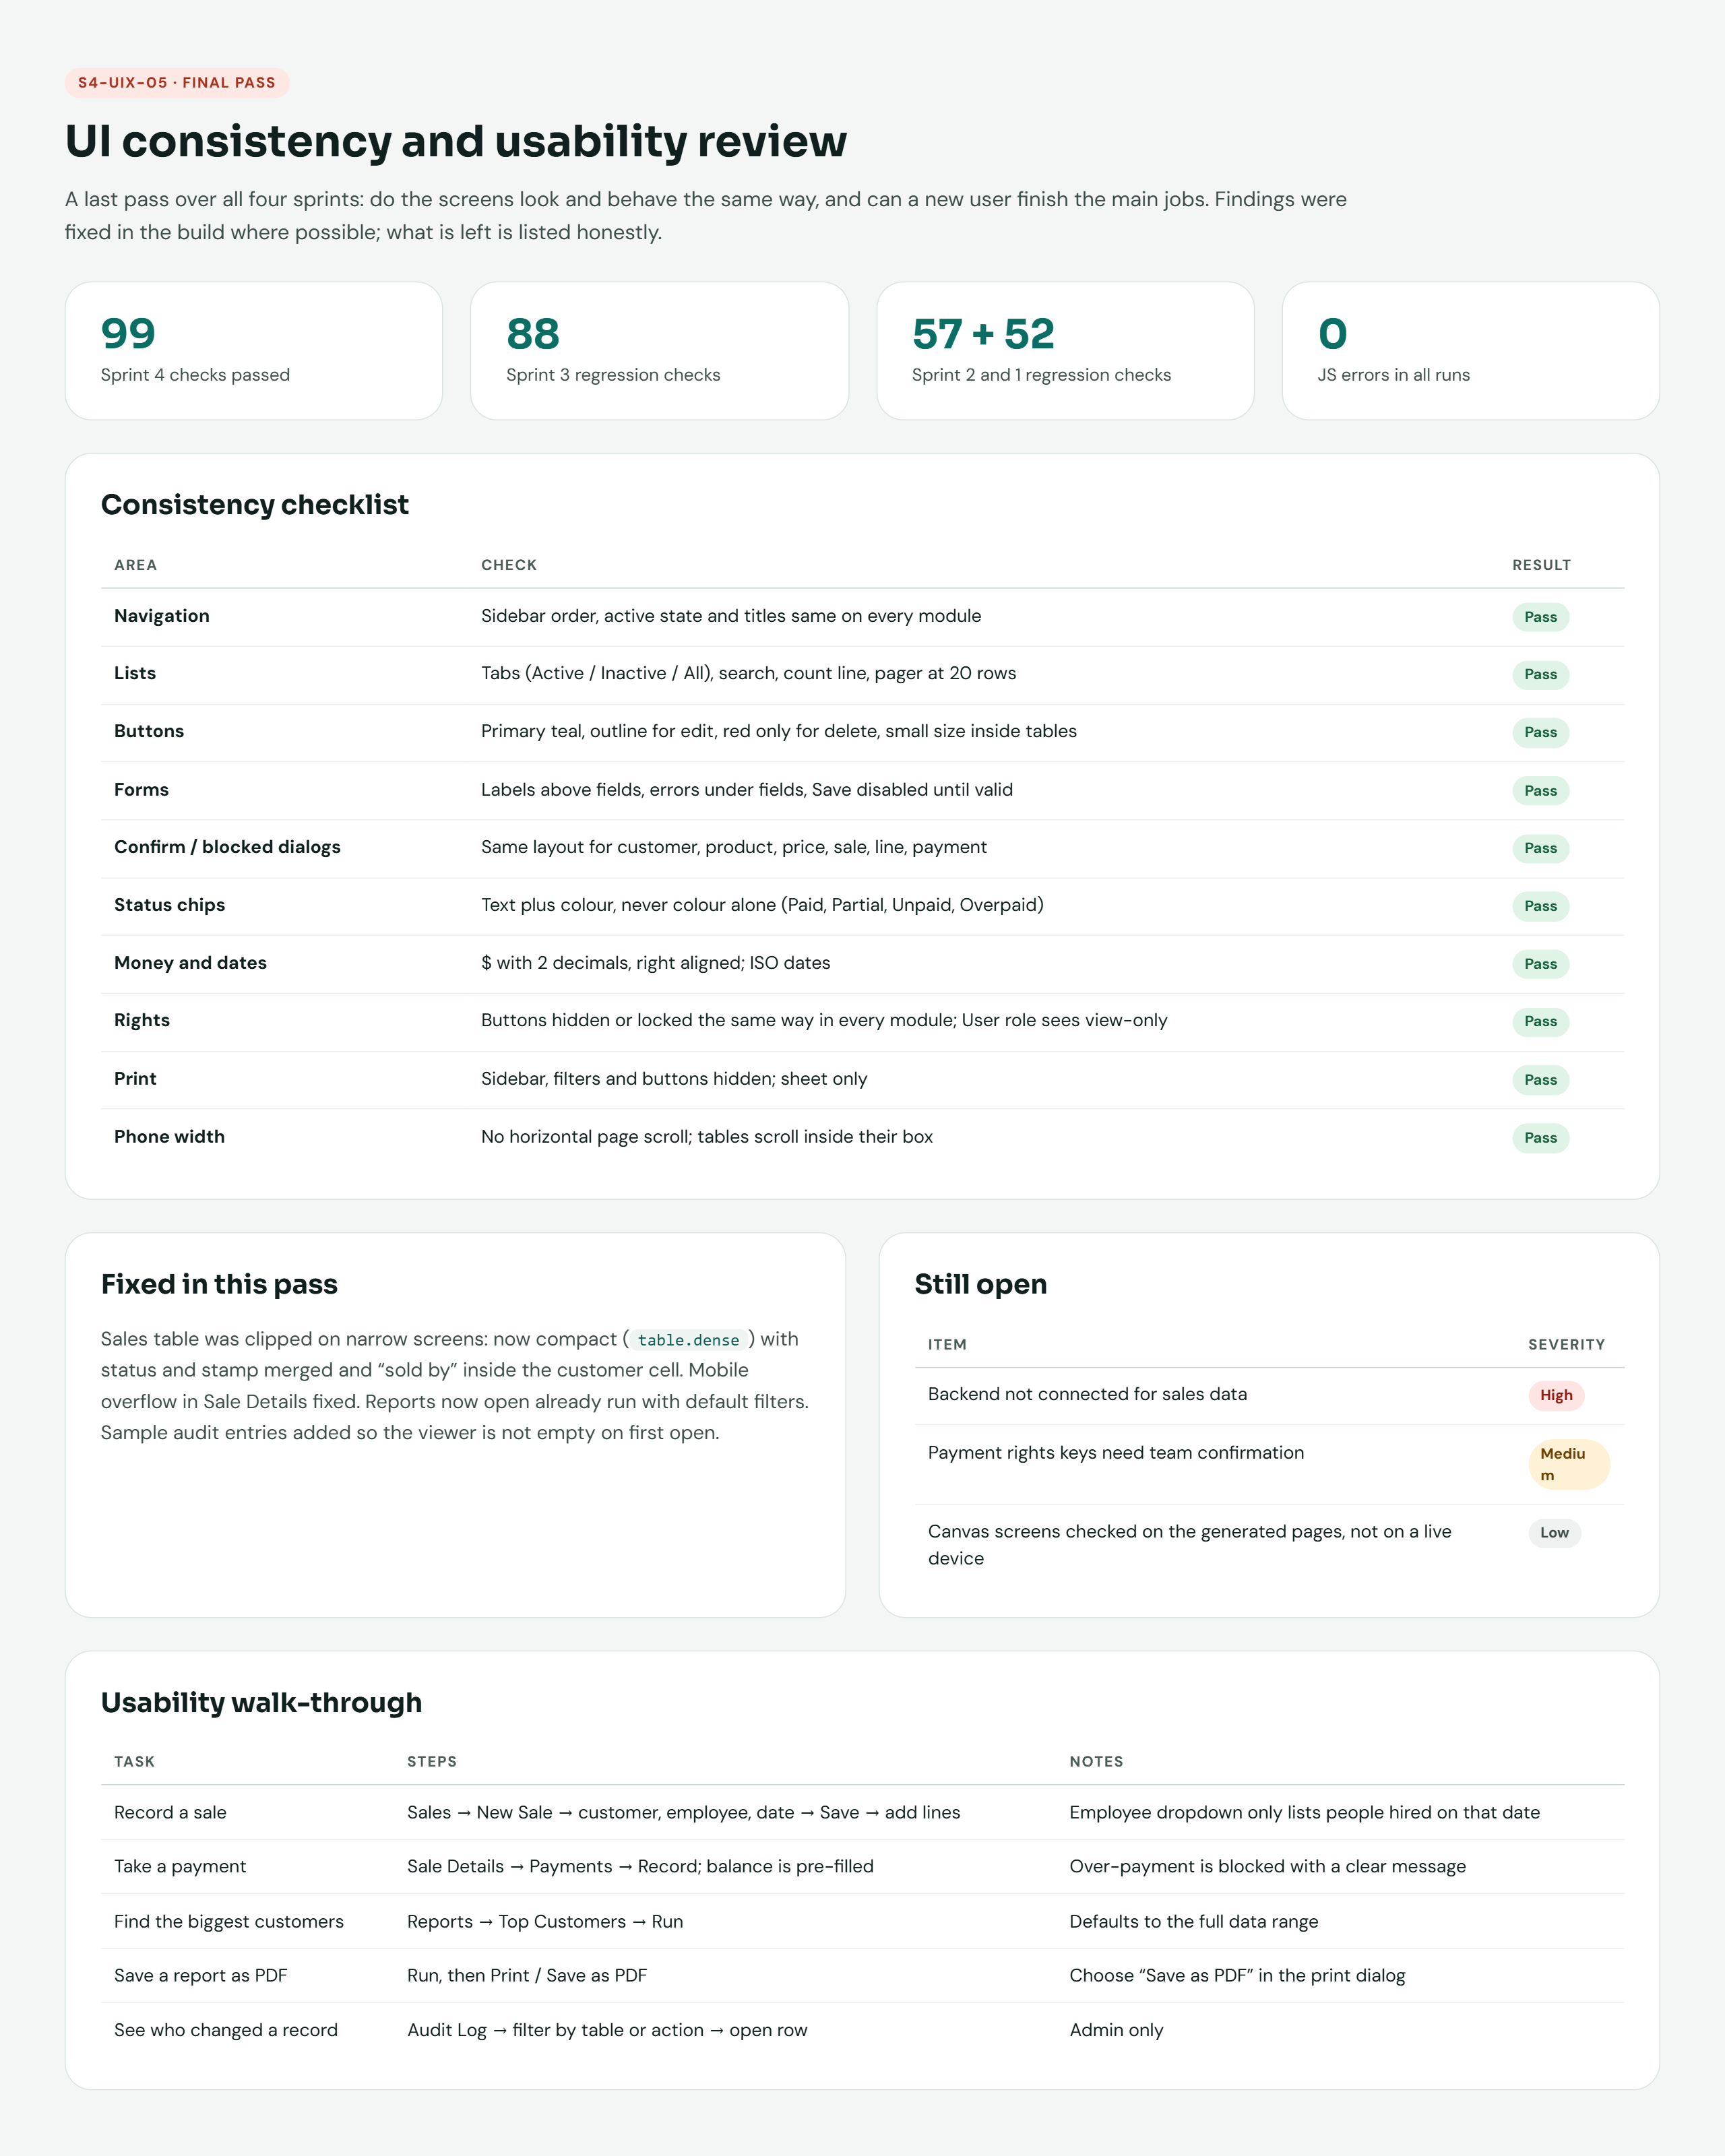 S4-UIX-05 · FINAL PASS
UI consistency and usability review
A last pass over all four sprints: do the screens look and behave the same way, and can a new user finish the main jobs. Findings were
fixed in the build where possible; what is left is listed honestly.
99
Sprint 4 checks passed
88
Sprint 3 regression checks
57 + 52
Sprint 2 and 1 regression checks
0
JS errors in all runs
Consistency checklist
AREA CHECK RESULT
Navigation Sidebar order, active state and titles same on every module Pass
Lists Tabs (Active / Inactive / All), search, count line, pager at 20 rows Pass
Buttons Primary teal, outline for edit, red only for delete, small size inside tables Pass
Forms Labels above fields, errors under fields, Save disabled until valid Pass
Confirm / blocked dialogs Same layout for customer, product, price, sale, line, payment Pass
Status chips Text plus colour, never colour alone (Paid, Partial, Unpaid, Overpaid) Pass
Money and dates $ with 2 decimals, right aligned; ISO dates Pass
Rights Buttons hidden or locked the same way in every module; User role sees view-only Pass
Print Sidebar, filters and buttons hidden; sheet only Pass
Phone width No horizontal page scroll; tables scroll inside their box Pass
Fixed in this pass
Sales table was clipped on narrow screens: now compact (table.dense) with
status and stamp merged and “sold by” inside the customer cell. Mobile
overflow in Sale Details fixed. Reports now open already run with default filters.
Sample audit entries added so the viewer is not empty on first open.
Still open
ITEM SEVERITY
Backend not connected for sales data High
Payment rights keys need team confirmation Mediu
m
Canvas screens checked on the generated pages, not on a live Low
device
Usability walk-through
TASK STEPS NOTES
Record a sale Sales → New Sale → customer, employee, date → Save → add lines Employee dropdown only lists people hired on that date
Take a payment Sale Details → Payments → Record; balance is pre-filled Over-payment is blocked with a clear message
Find the biggest customers Reports → Top Customers → Run Defaults to the full data range
Save a report as PDF Run, then Print / Save as PDF Choose “Save as PDF” in the print dialog
See who changed a record Audit Log → filter by table or action → open row Admin only